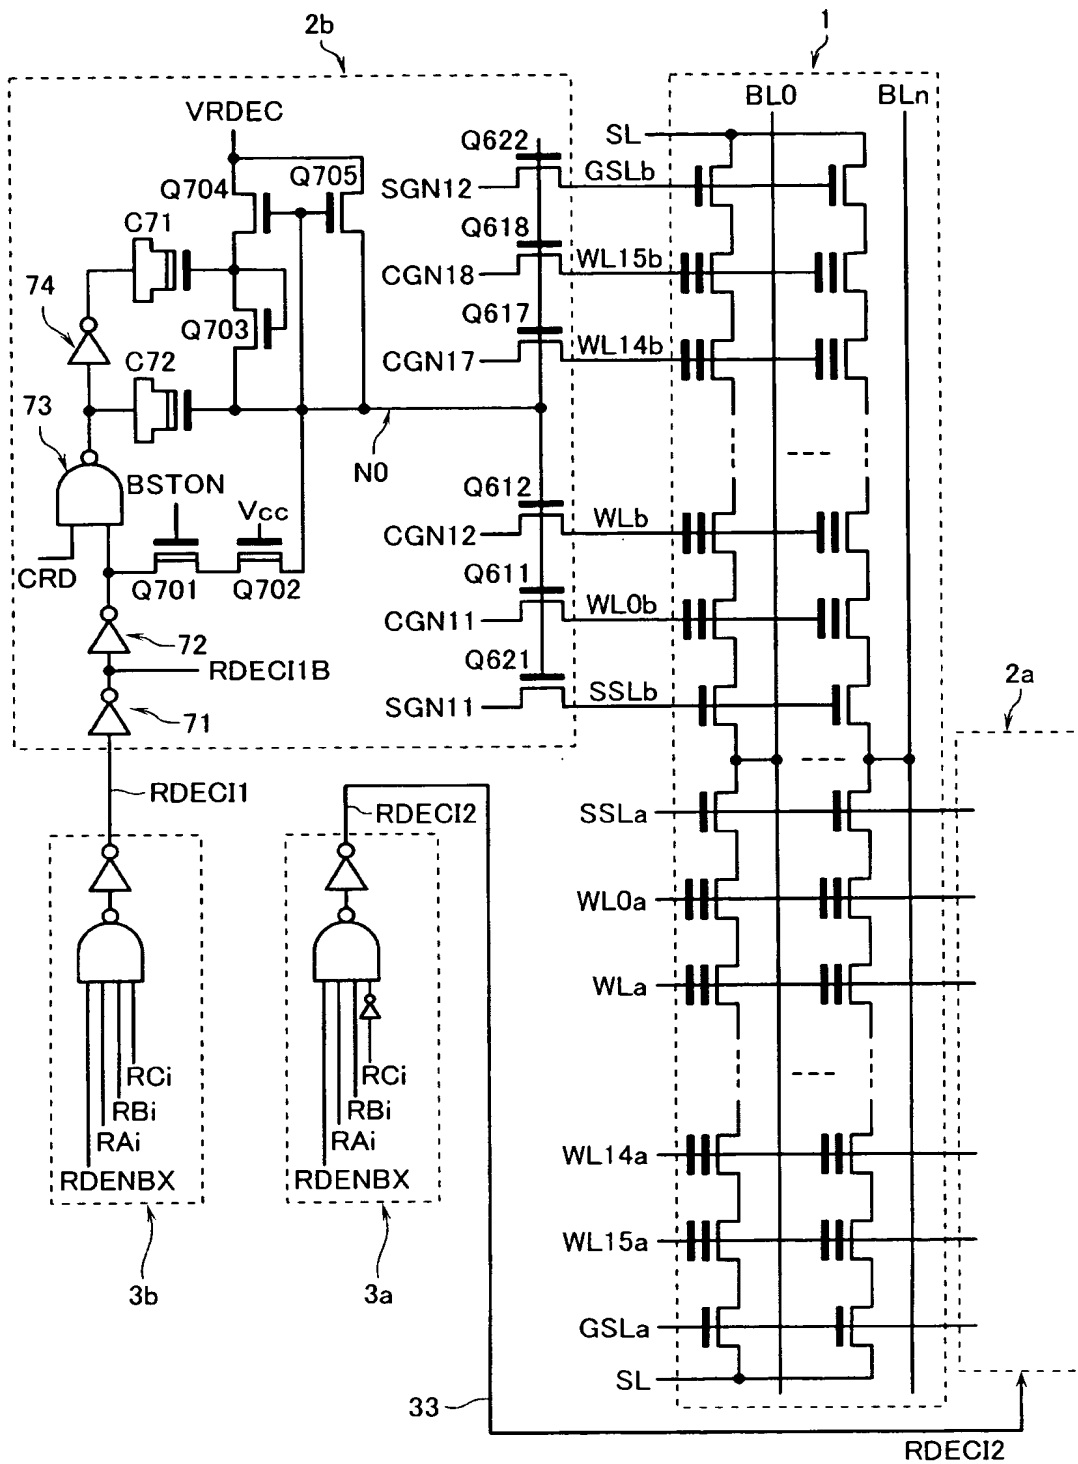 2b
1
VRDEC
BL0
BLn
Q622
SL
Q704
Q705
SGN12
GSLb
C71
Q618
74
CGN18
WL15b
Q703
Q617
C72
CGN17
WL14b
73
N0
BSTON
Q612
Vcc
CGN12
WLb
CRD
Q701
Q702
Q611
72
CGN11
WL0b
RDECI1B
Q621
71
SGN11
SSLb
2a
RDECI1
RDECI2
SSLa
WL0a
WLa
RCi
RBi
RAi
RDENBX
RCi
RBi
RAi
RDENBX
WL14a
WL15a
3b
3a
GSLa
SL
33
RDECI2